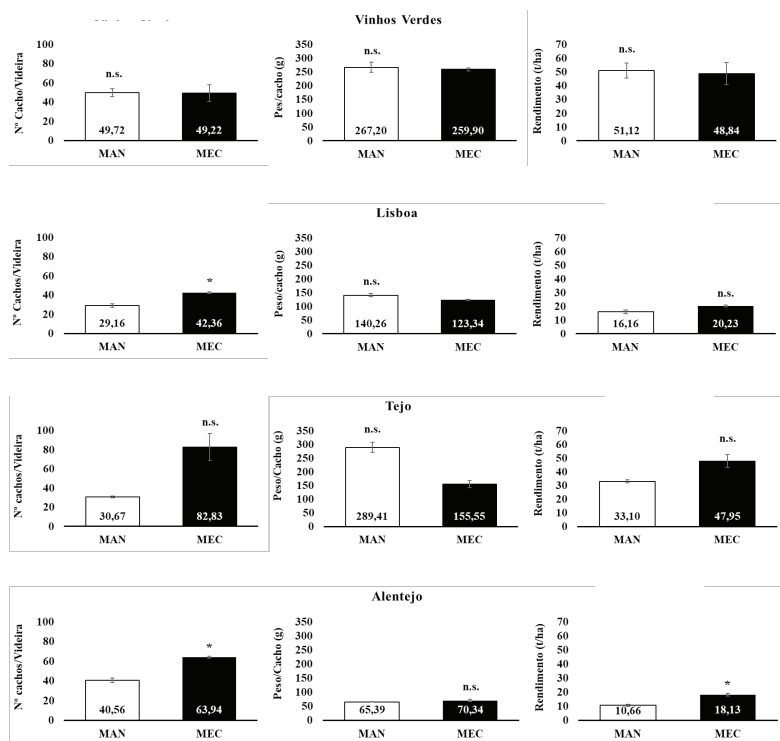 Vinhos Verdes
Nº Cacho/Videira
100
80
60
40
20
0
n.s.
49,72
49,22
MAN
MEC
Pes/cacho (g)
350
300
250
200
150
100
50
0
n.s.
267,20
259,90
MAN
MEC
Rendimento (t/ha)
70
60
50
40
30
20
10
0
n.s.
51,12
48,84
MAN
MEC
Lisboa
Nº Cachos/Videira
100
80
60
40
20
0
*
29,16
42,36
MAN
MEC
Peso/cacho (g)
350
300
250
200
150
100
50
0
n.s.
140,26
123,34
MAN
MEC
Rendimento (t/ha)
70
60
50
40
30
20
10
0
n.s.
16,16
20,23
MAN
MEC
Tejo
Nº cachos/Videira
100
80
60
40
20
0
n.s.
30,67
82,83
MAN
MEC
Peso/Cacho (g)
350
300
250
200
150
100
50
0
n.s.
289,41
155,55
MAN
MEC
Rendimento (t/ha)
70
60
50
40
30
20
10
0
n.s.
33,10
47,95
MAN
MEC
Alentejo
Nº cachos/Videira
100
80
60
40
20
0
*
40,56
63,94
MAN
MEC
Peso/Cacho (g)
350
300
250
200
150
100
50
0
n.s.
65,39
70,34
MAN
MEC
Rendimento (t/ha)
70
60
50
40
30
20
10
0
*
10,66
18,13
MAN
MEC